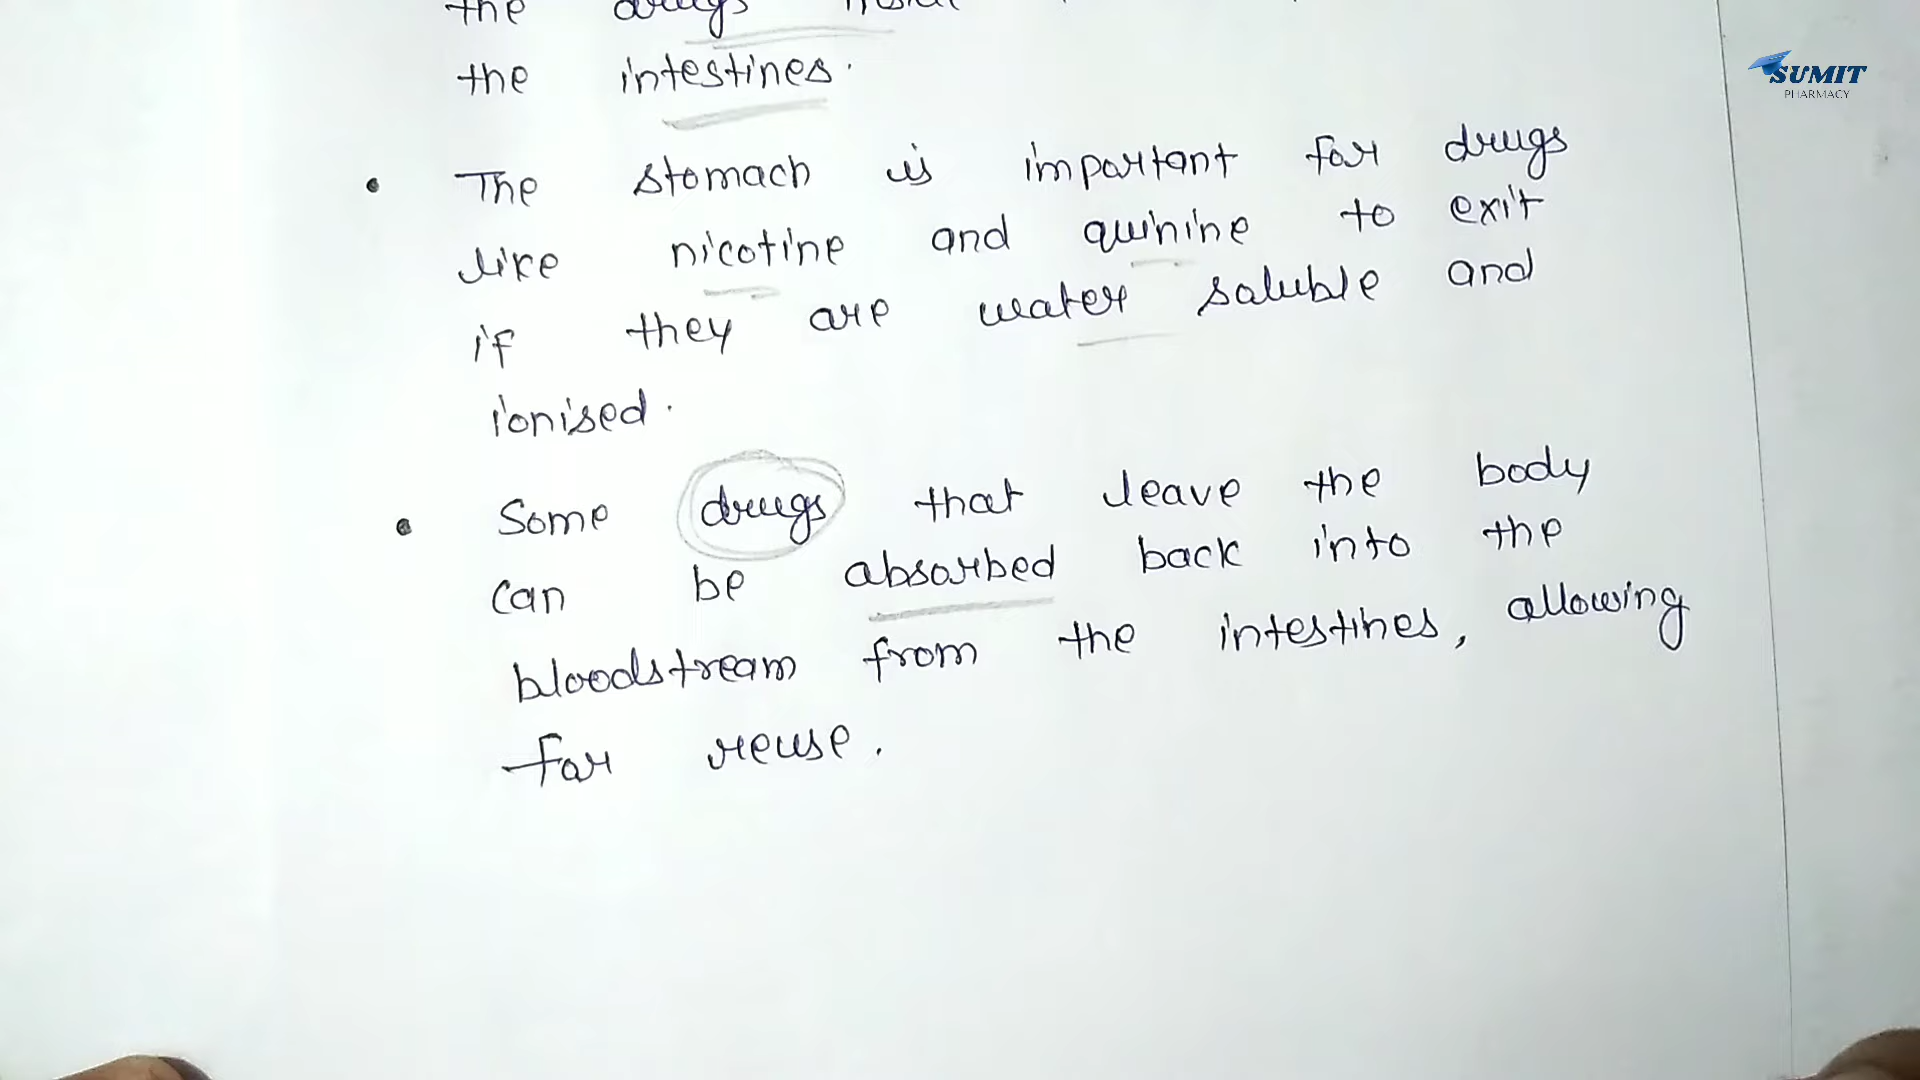 the drugs
the intestines.
• The stomach is important for drugs
like nicotine and quinine to exit
if they are water soluble and
ionised.
• Some drugs that leave the body
can be absorbed back into the
bloodstream from the intestines, allowing
for reuse.
SUMIT
PHARMACY